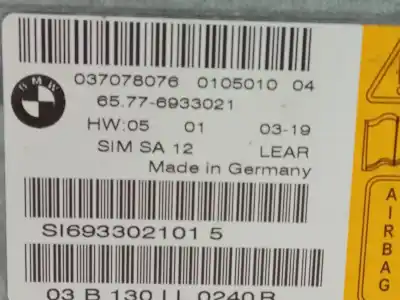 BMW
037078076 0105010 04
65.77-6933021
HW:05 01 03-19
SIM SA 12 LEAR
Made in Germany
SI693302101 5
03 B 130 LL 0240 B
AIRBAG